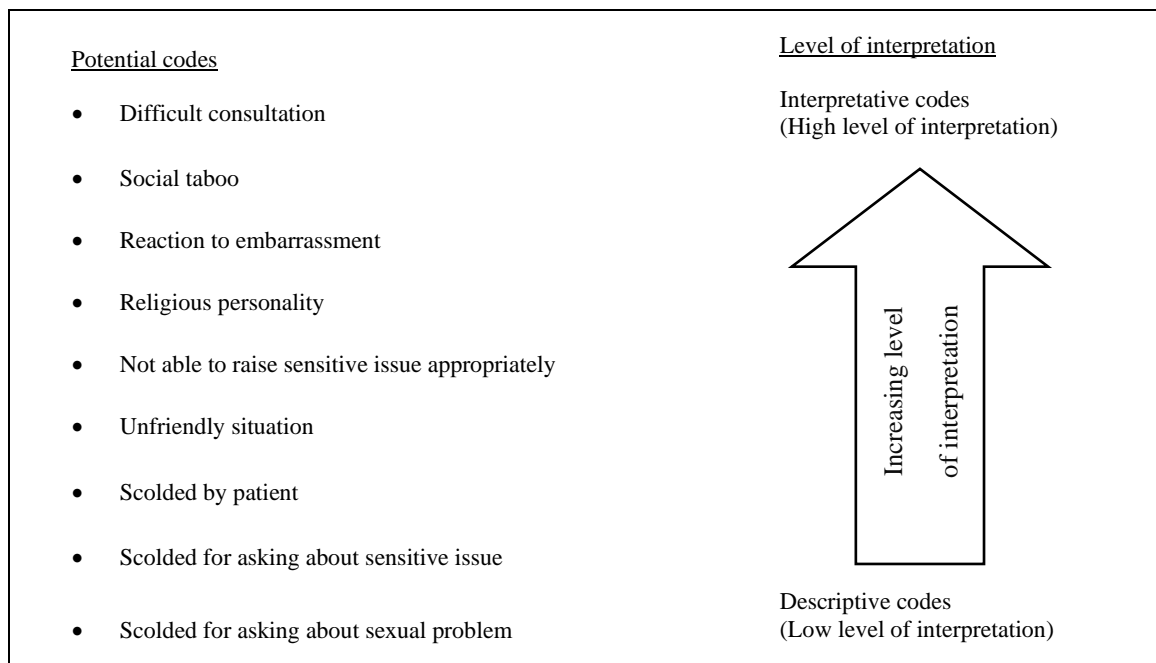 Potential codes
• Difficult consultation
• Social taboo
• Reaction to embarrassment
• Religious personality
• Not able to raise sensitive issue appropriately
• Unfriendly situation
• Scolded by patient
• Scolded for asking about sensitive issue
• Scolded for asking about sexual problem
Level of interpretation
Interpretative codes
(High level of interpretation)
Increasing level
of interpretation
Descriptive codes
(Low level of interpretation)